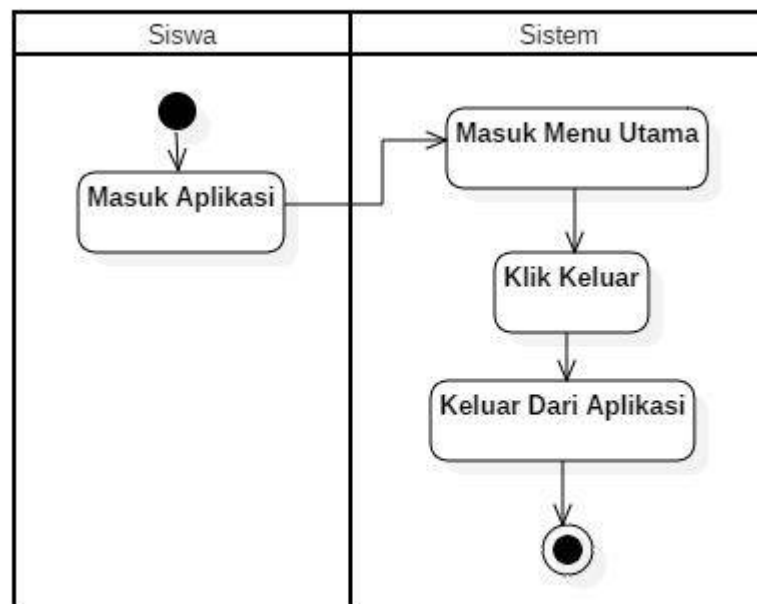 Siswa
Sistem
Masuk Aplikasi
Masuk Menu Utama
Klik Keluar
Keluar Dari Aplikasi